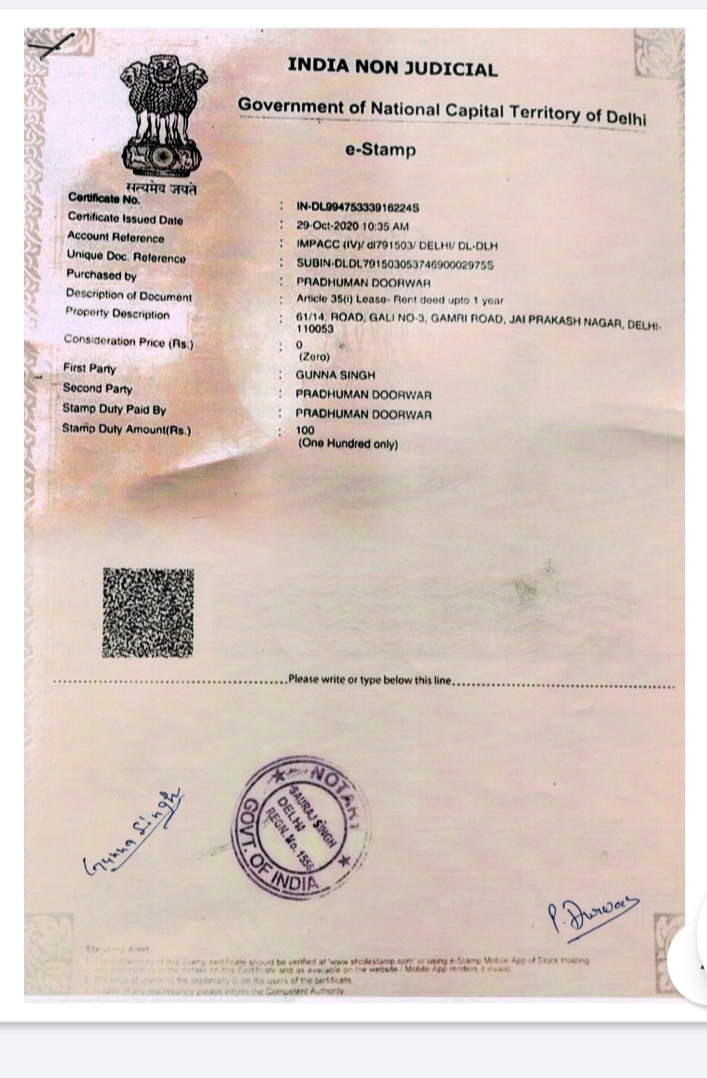 INDIA NON JUDICIAL
Government of National Capital Territory of Delhi
e-Stamp
सत्यमेव जयते
Certificate No. : IN-DL99475333916224S
Certificate Issued Date : 29-Oct-2020 10:35 AM
Account Reference : IMPACC (IV)/ dl791503/ DELHI/ DL-DLH
Unique Doc. Reference : SUBIN-DLDL79150305374690002975S
Purchased by : PRADHUMAN DOORWAR
Description of Document : Article 35(i) Lease- Rent deed upto 1 year
Property Description : 61/14, ROAD, GALI NO-3, GAMRI ROAD, JAI PRAKASH NAGAR, DELHI-
110053
Consideration Price (Rs.) : 0
(Zero)
First Party : GUNNA SINGH
Second Party : PRADHUMAN DOORWAR
Stamp Duty Paid By : PRADHUMAN DOORWAR
Stamp Duty Amount(Rs.) : 100
(One Hundred only)
Please write or type below this line
Gunna Singh
NOTARY
SAURAJ SINGH
DELHI
REGN. No. 1556
GOVT. OF INDIA
P. Durwar
Statutory Alert:
of this Stamp certificate should be verified at 'www.shcilestamp.com' or using e-Stamp Mobile App of Stock Holding.
in the details on this Certificate and as available on the website / Mobile App renders it invalid.
2. The onus of checking the legitimacy is on the users of the certificate.
of any discrepancy please inform the Competent Authority.